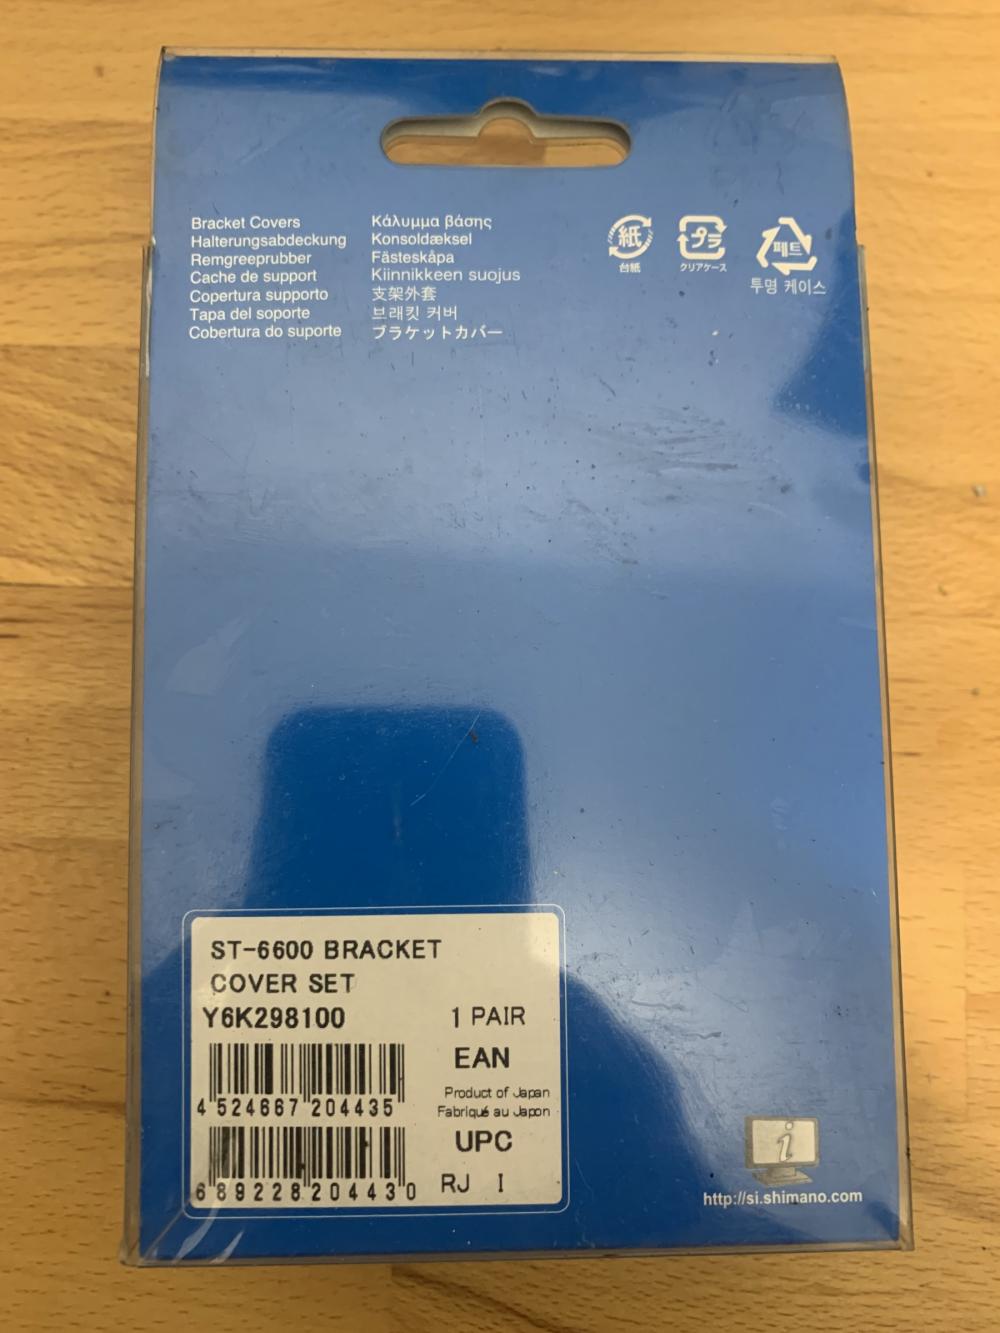 Bracket Covers
Halterungsabdeckung
Remgreeprubber
Cache de support
Copertura supporto
Tapa del soporte
Cobertura do suporte
Κάλυμμα βάσης
Konsoldæksel
Fästeskåpa
Kiinnikkeen suojus
支架外套
브래킷 커버
ブラケットカバー
紙
台紙
プラ
クリアケース
페트
투명 케이스
ST-6600 BRACKET
COVER SET
Y6K298100
1 PAIR
EAN
4 524667 204435
Product of Japan
Fabriqué au Japon
UPC
6 89228 20443 0
RJ I
i
http://si.shimano.com